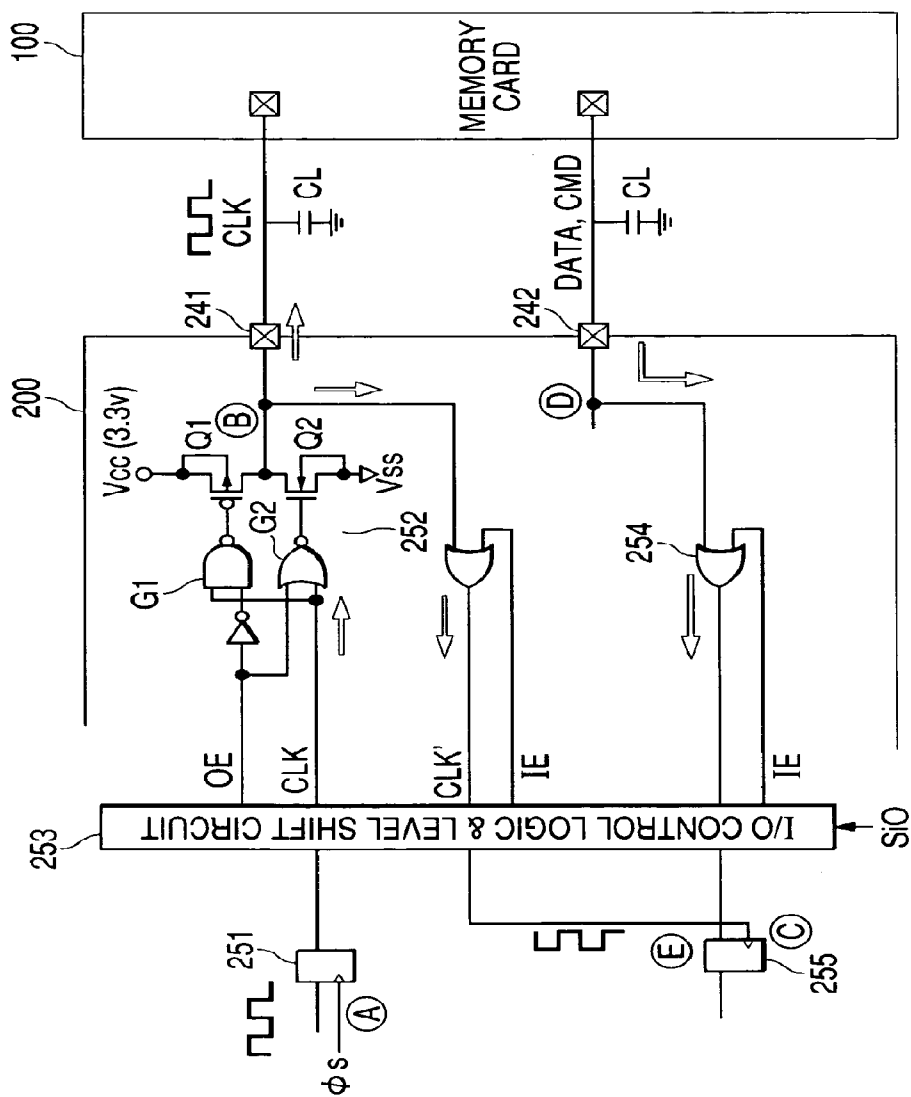 100
MEMORY
CARD
CLK
CL
DATA, CMD
CL
241
242
200
Vcc (3.3v)
Q1
B
Q2
Vss
D
G1
G2
252
254
OE
CLK
CLK'
IE
IE
253
I/O CONTROL LOGIC & LEVEL SHIFT CIRCUIT
SiO
251
A
ϕs
E
C
255